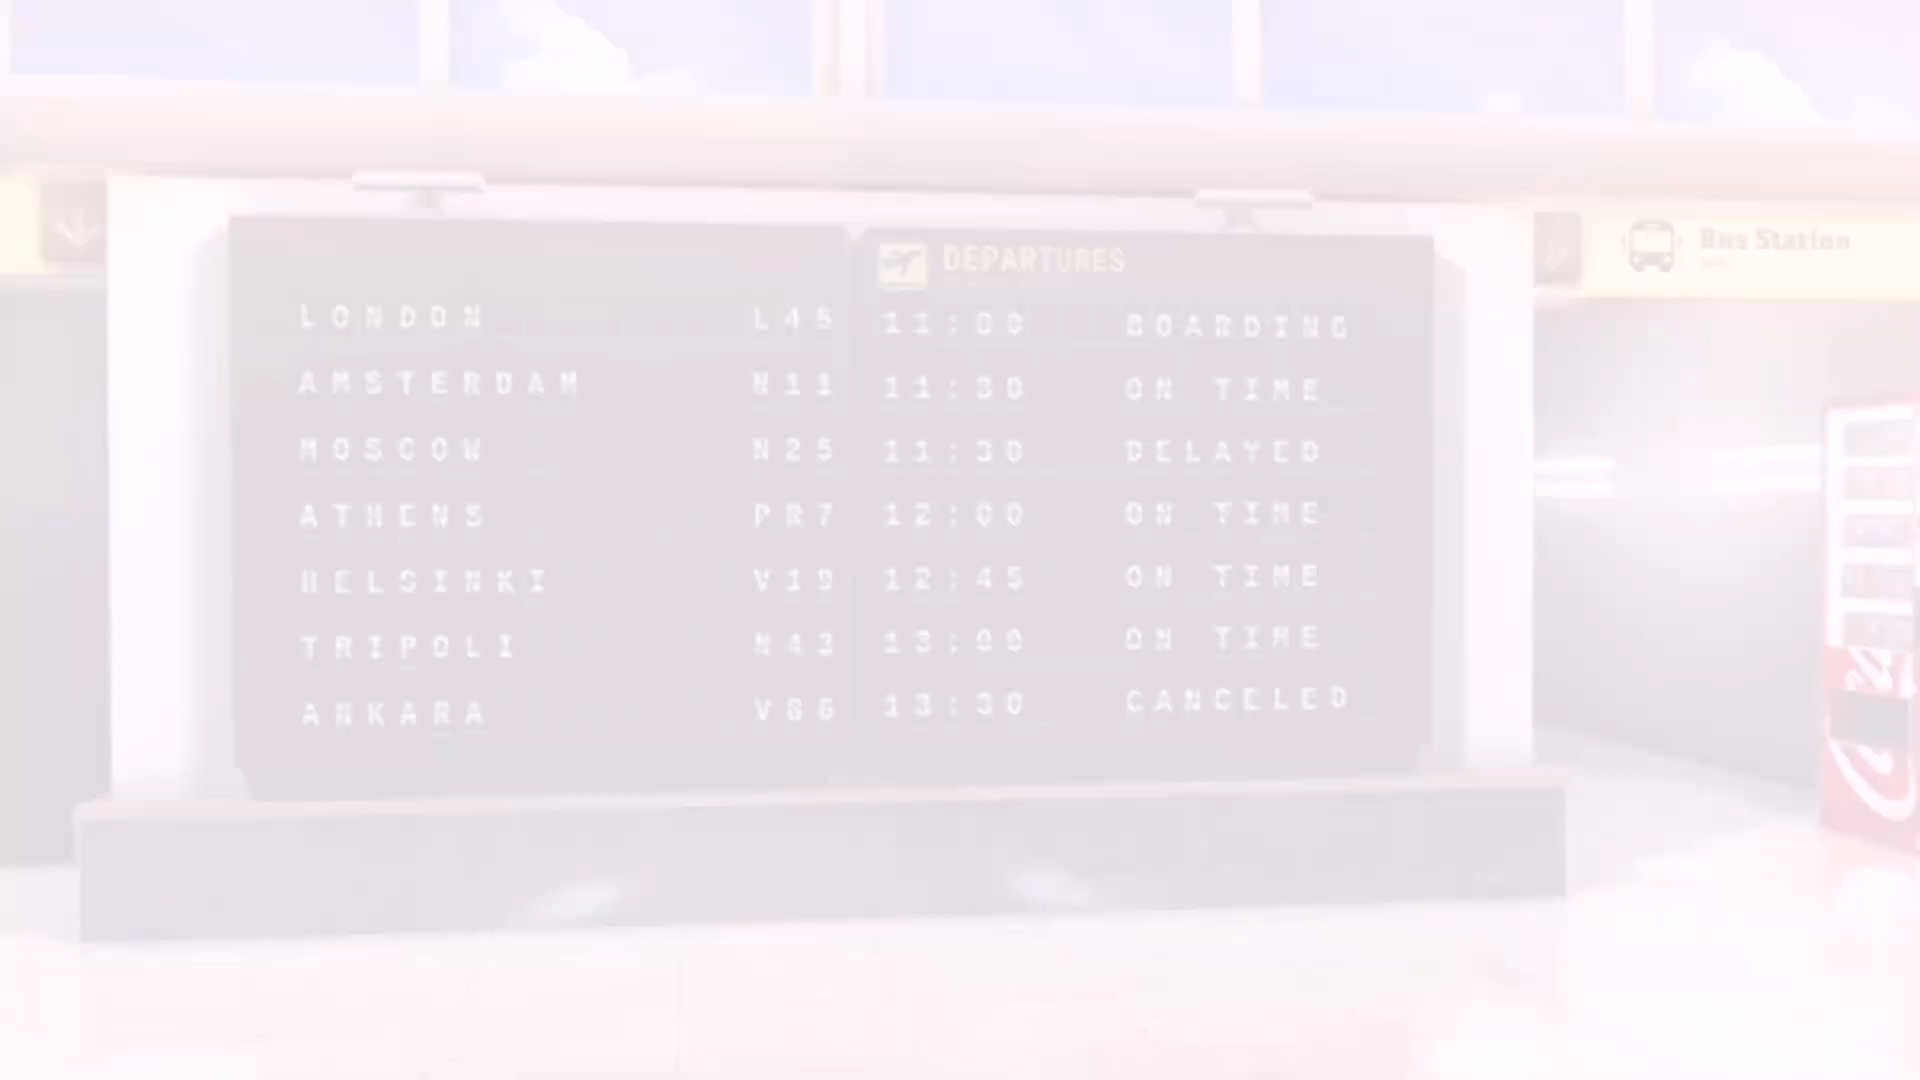 DEPARTURES
LONDON L45 11:00 BOARDING
AMSTERDAM N11 11:30 ON TIME
MOSCOW N25 11:30 DELAYED
ATHENS PR7 12:00 ON TIME
HELSINKI V19 12:45 ON TIME
TRIPOLI N43 13:00 ON TIME
ANKARA 13:30 CANCELED
Bus Station